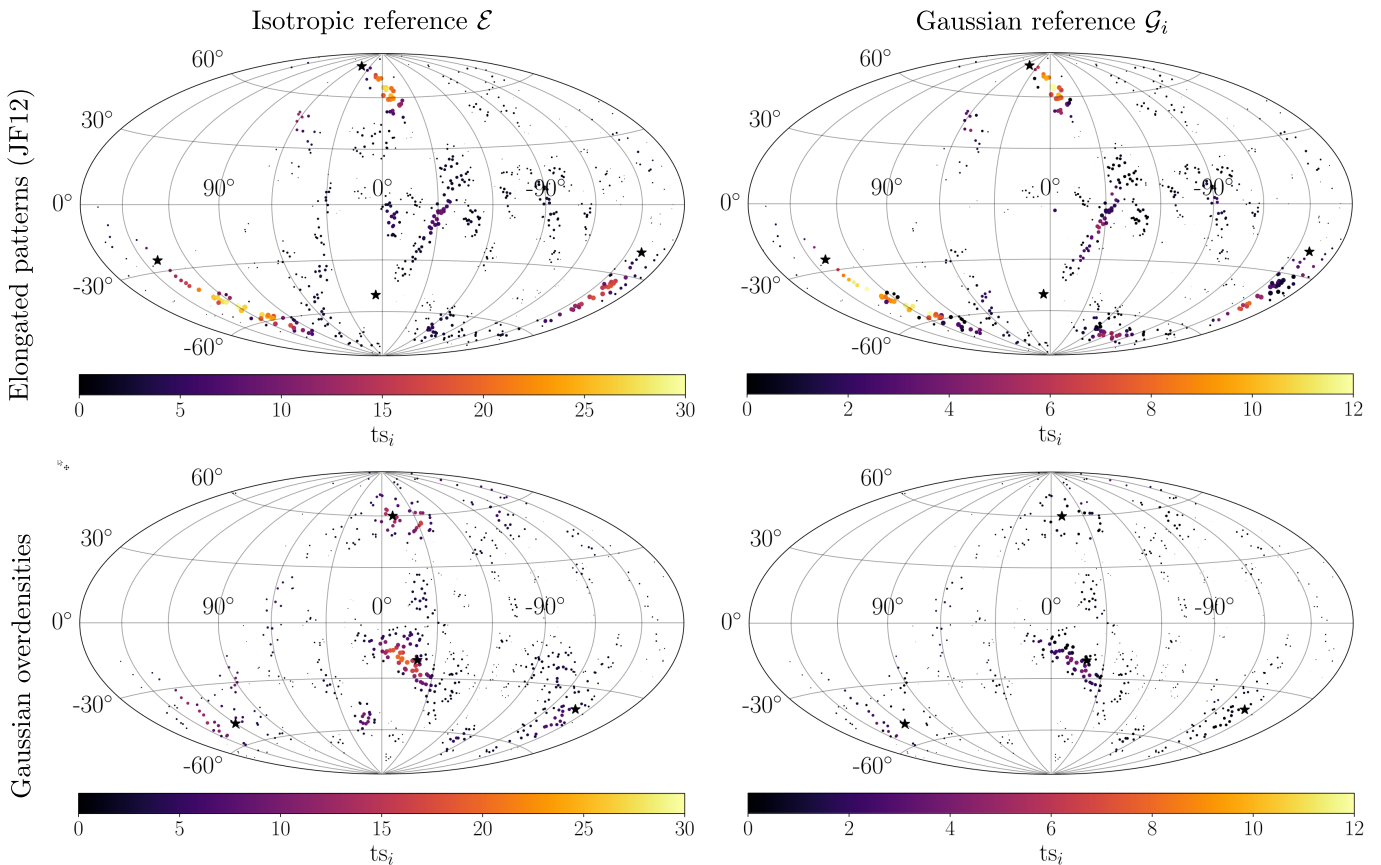 Isotropic reference ℰ
Gaussian reference 𝒢ᵢ
Elongated patterns (JF12)
60°
30°
0°
-30°
-60°
90°
0°
-90°
0 5 10 15 20 25 30
tsᵢ
60°
30°
0°
-30°
-60°
90°
0°
-90°
0 2 4 6 8 10 12
tsᵢ
Gaussian overdensities
60°
30°
0°
-30°
-60°
90°
0°
-90°
0 5 10 15 20 25 30
tsᵢ
60°
30°
0°
-30°
-60°
90°
0°
-90°
0 2 4 6 8 10 12
tsᵢ